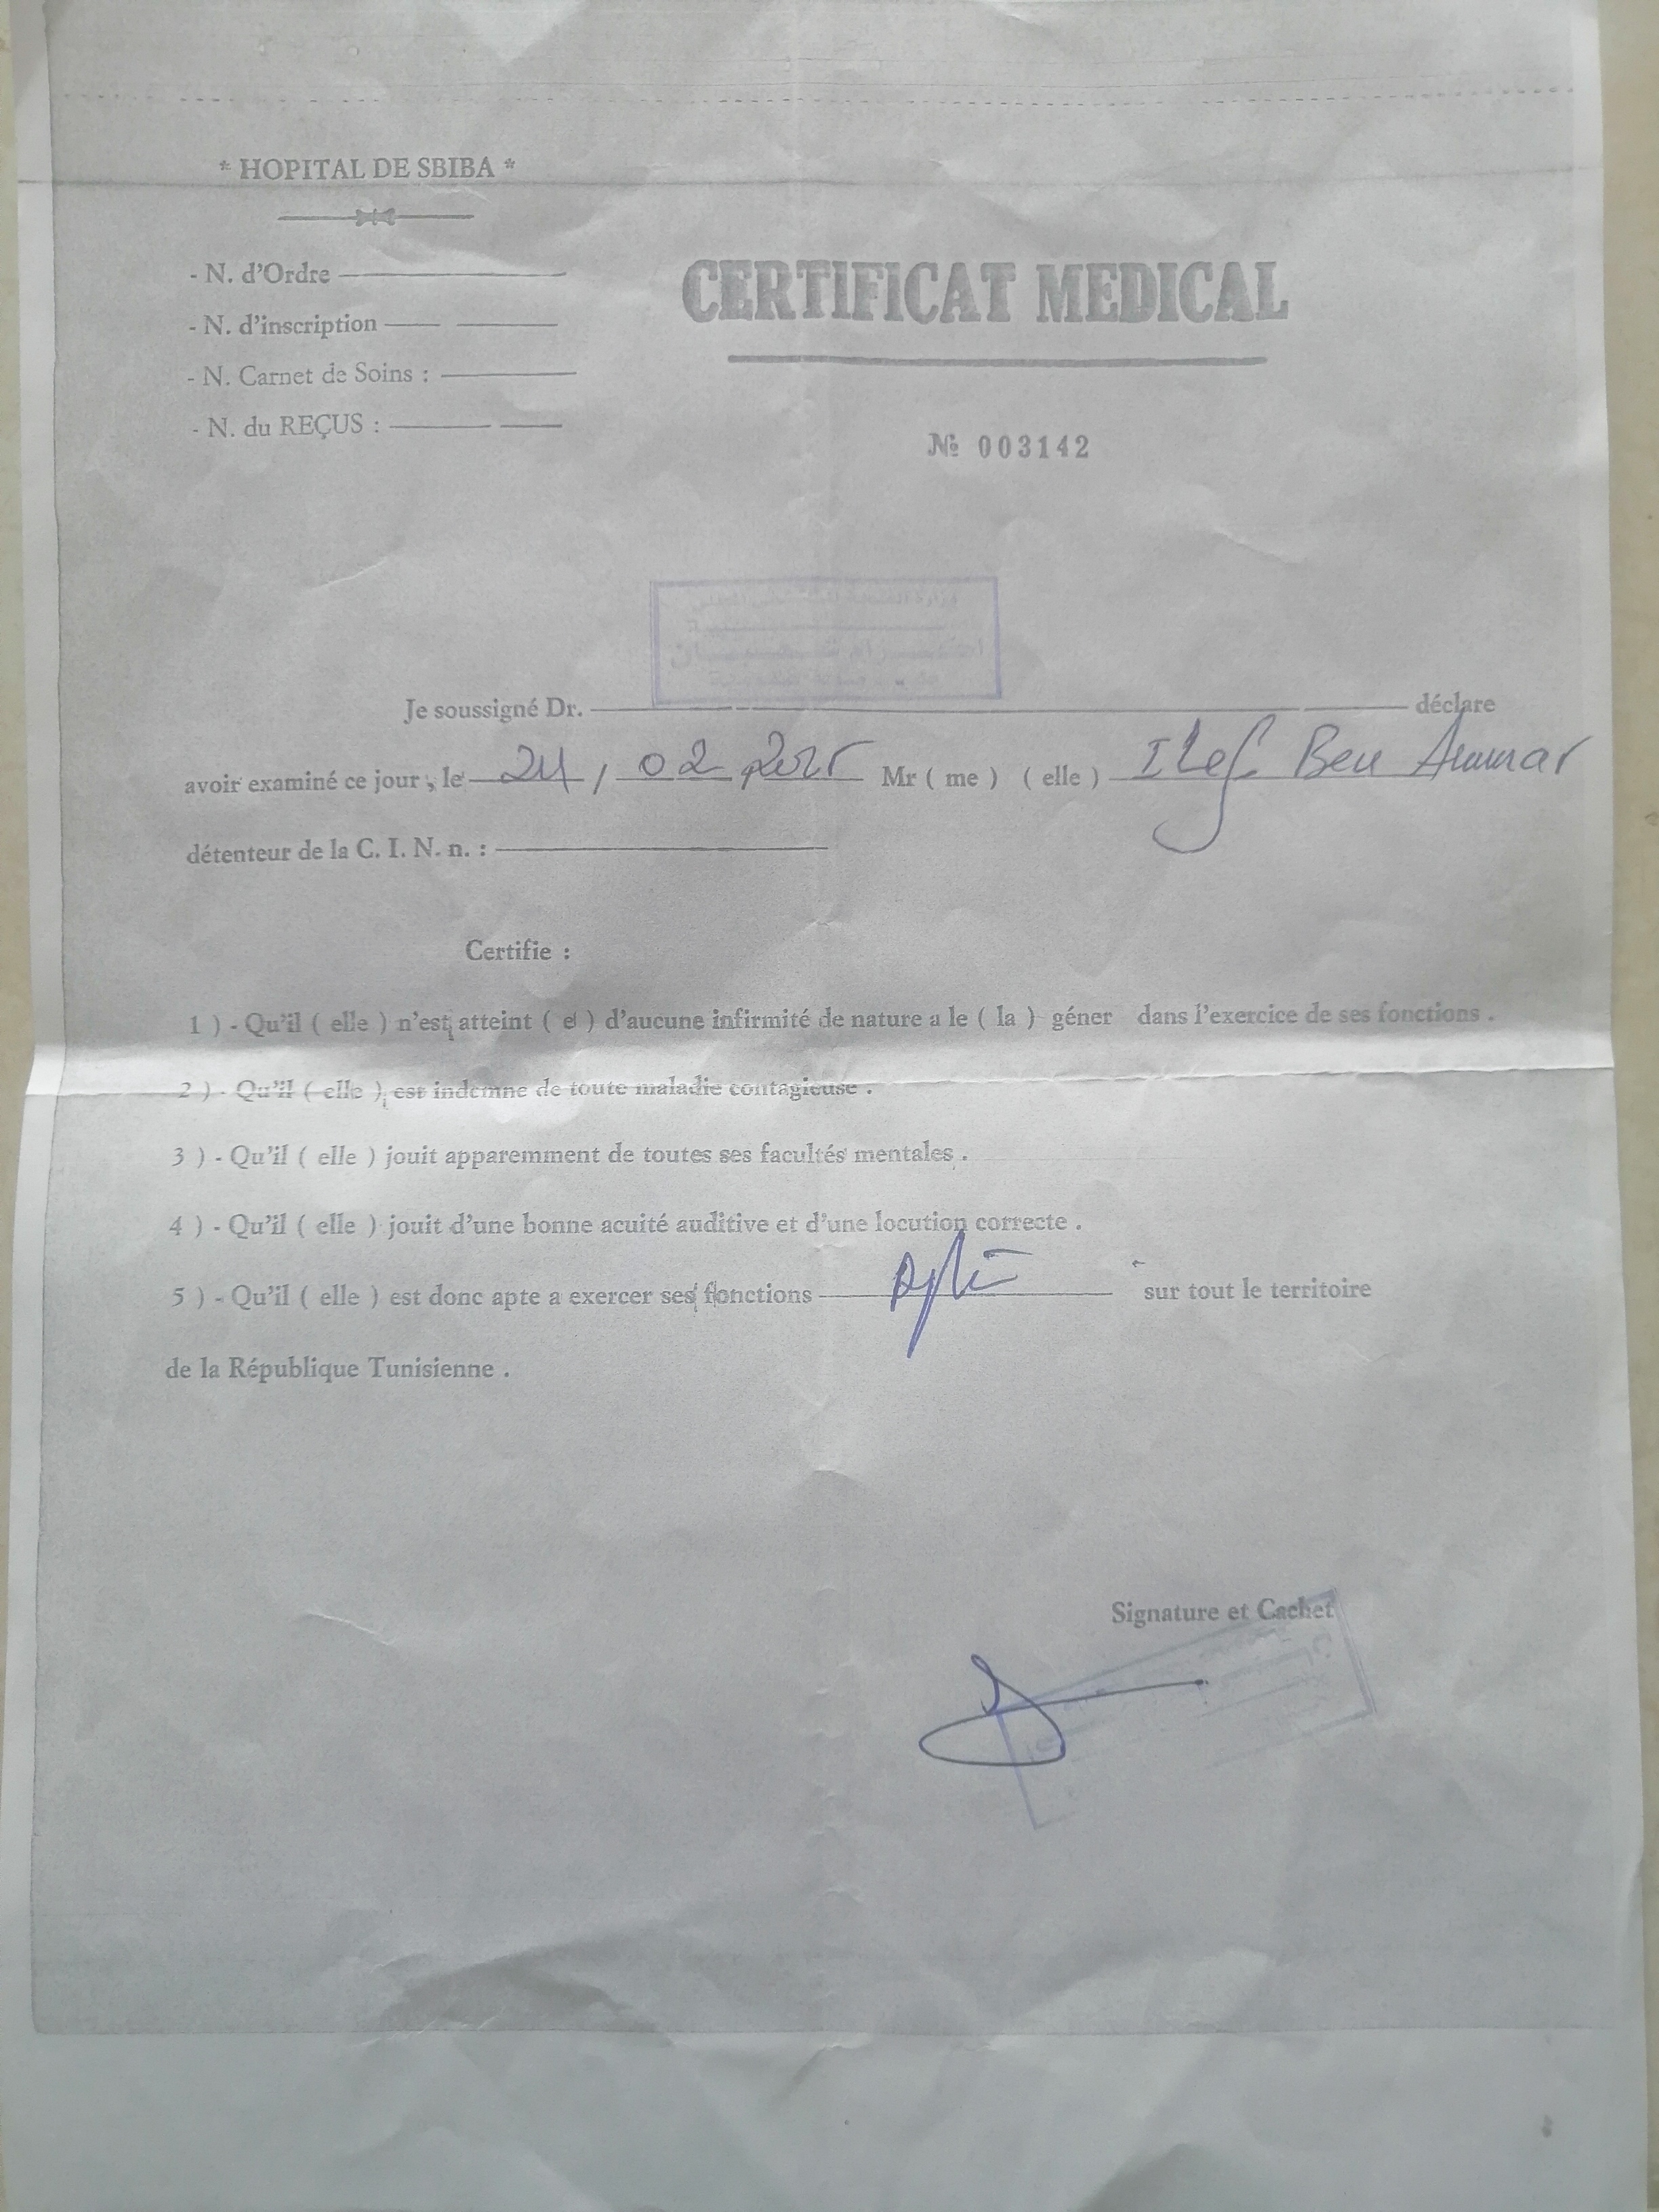 * HOPITAL DE SBIBA *
- N. d'Ordre
- N. d'inscription
- N. Carnet de Soins :
- N. du REÇUS :
CERTIFICAT MEDICAL
№ 003142
Je soussigné Dr. déclare
avoir examiné ce jour, le 24, 02 2025 Mr ( me ) ( elle ) Ilef Ben Ammar
détenteur de la C. I. N. n. :
Certifie :
1 ) - Qu'il ( elle ) n'est atteint ( e ) d'aucune infirmité de nature a le ( la ) géner dans l'exercice de ses fonctions .
2 ) - Qu'il ( elle ) est indemne de toute maladie contagieuse .
3 ) - Qu'il ( elle ) jouit apparemment de toutes ses facultés mentales .
4 ) - Qu'il ( elle ) jouit d'une bonne acuité auditive et d'une locution correcte .
5 ) - Qu'il ( elle ) est donc apte a exercer ses fonctions sur tout le territoire
de la République Tunisienne .
Signature et Cachet